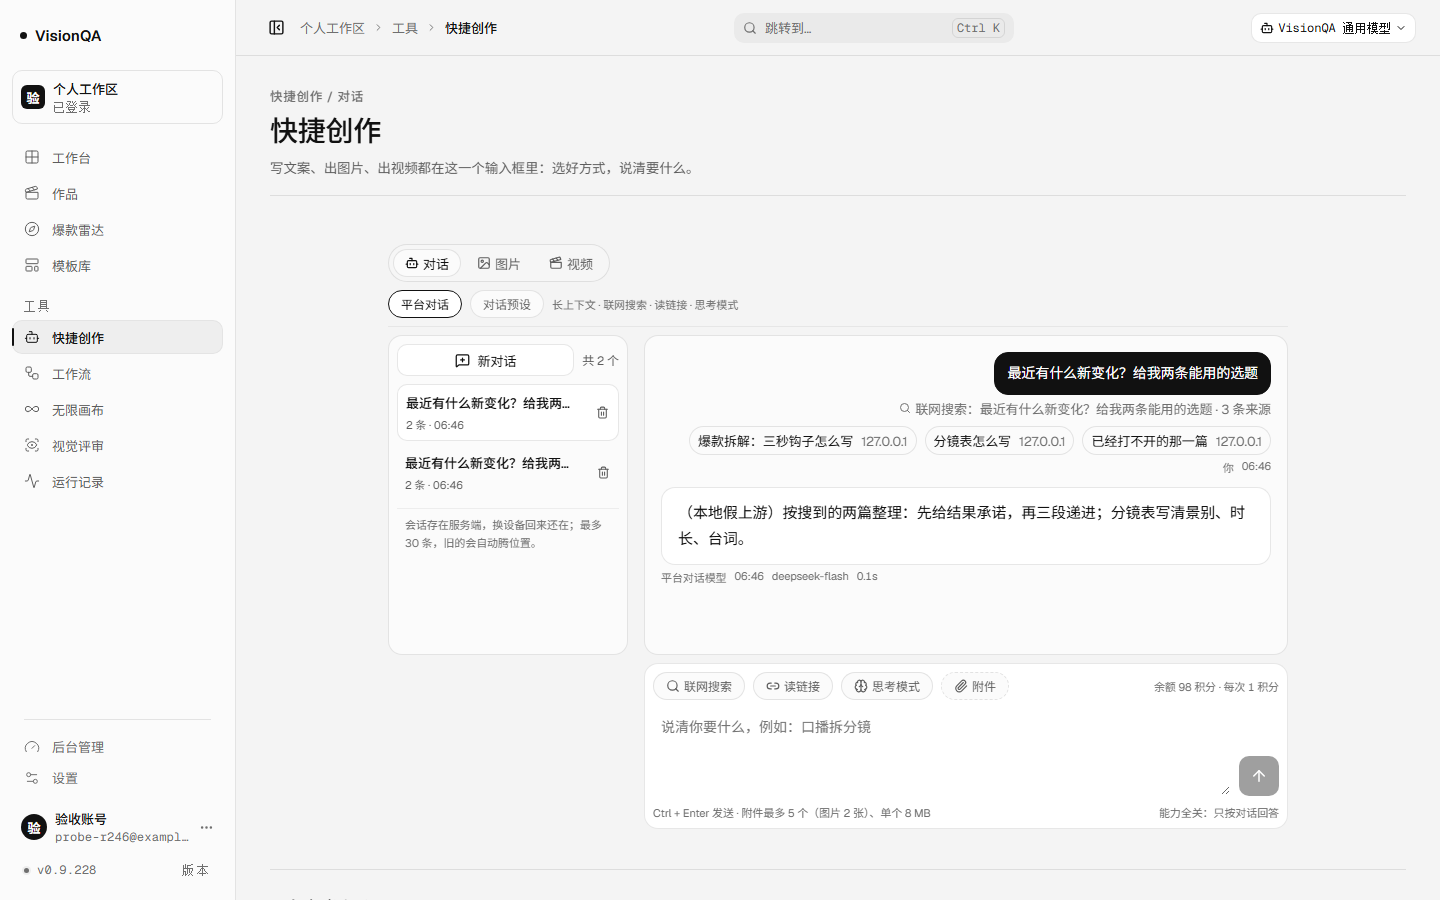 VisionQA
验
个人工作区
已登录
工作台
作品
爆款雷达
模板库
工具
快捷创作
工作流
无限画布
视觉评审
运行记录
后台管理
设置
验
验收账号
probe-r246@exampl…
v0.9.228
版本
个人工作区 > 工具 > 快捷创作
跳转到...
Ctrl K
VisionQA 通用模型
快捷创作 / 对话
快捷创作
写文案、出图片、出视频都在这一个输入框里：选好方式，说清要什么。
对话
图片
视频
平台对话
对话预设
长上下文 · 联网搜索 · 读链接 · 思考模式
新对话
共 2 个
最近有什么新变化？给我两...
2 条 · 06:46
最近有什么新变化？给我两...
2 条 · 06:46
会话存在服务端，换设备回来还在；最多
30 条，旧的会自动腾位置。
最近有什么新变化？给我两条能用的选题
联网搜索：最近有什么新变化？给我两条能用的选题 · 3 条来源
爆款拆解：三秒钩子怎么写 127.0.0.1
分镜表怎么写 127.0.0.1
已经打不开的那一篇 127.0.0.1
你 06:46
（本地假上游）按搜到的两篇整理：先给结果承诺，再三段递进；分镜表写清景别、时
长、台词。
平台对话模型 06:46 deepseek-flash 0.1s
联网搜索
读链接
思考模式
附件
余额 98 积分 · 每次 1 积分
说清你要什么，例如：口播拆分镜
Ctrl + Enter 发送 · 附件最多 5 个（图片 2 张）、单个 8 MB
能力全关：只按对话回答